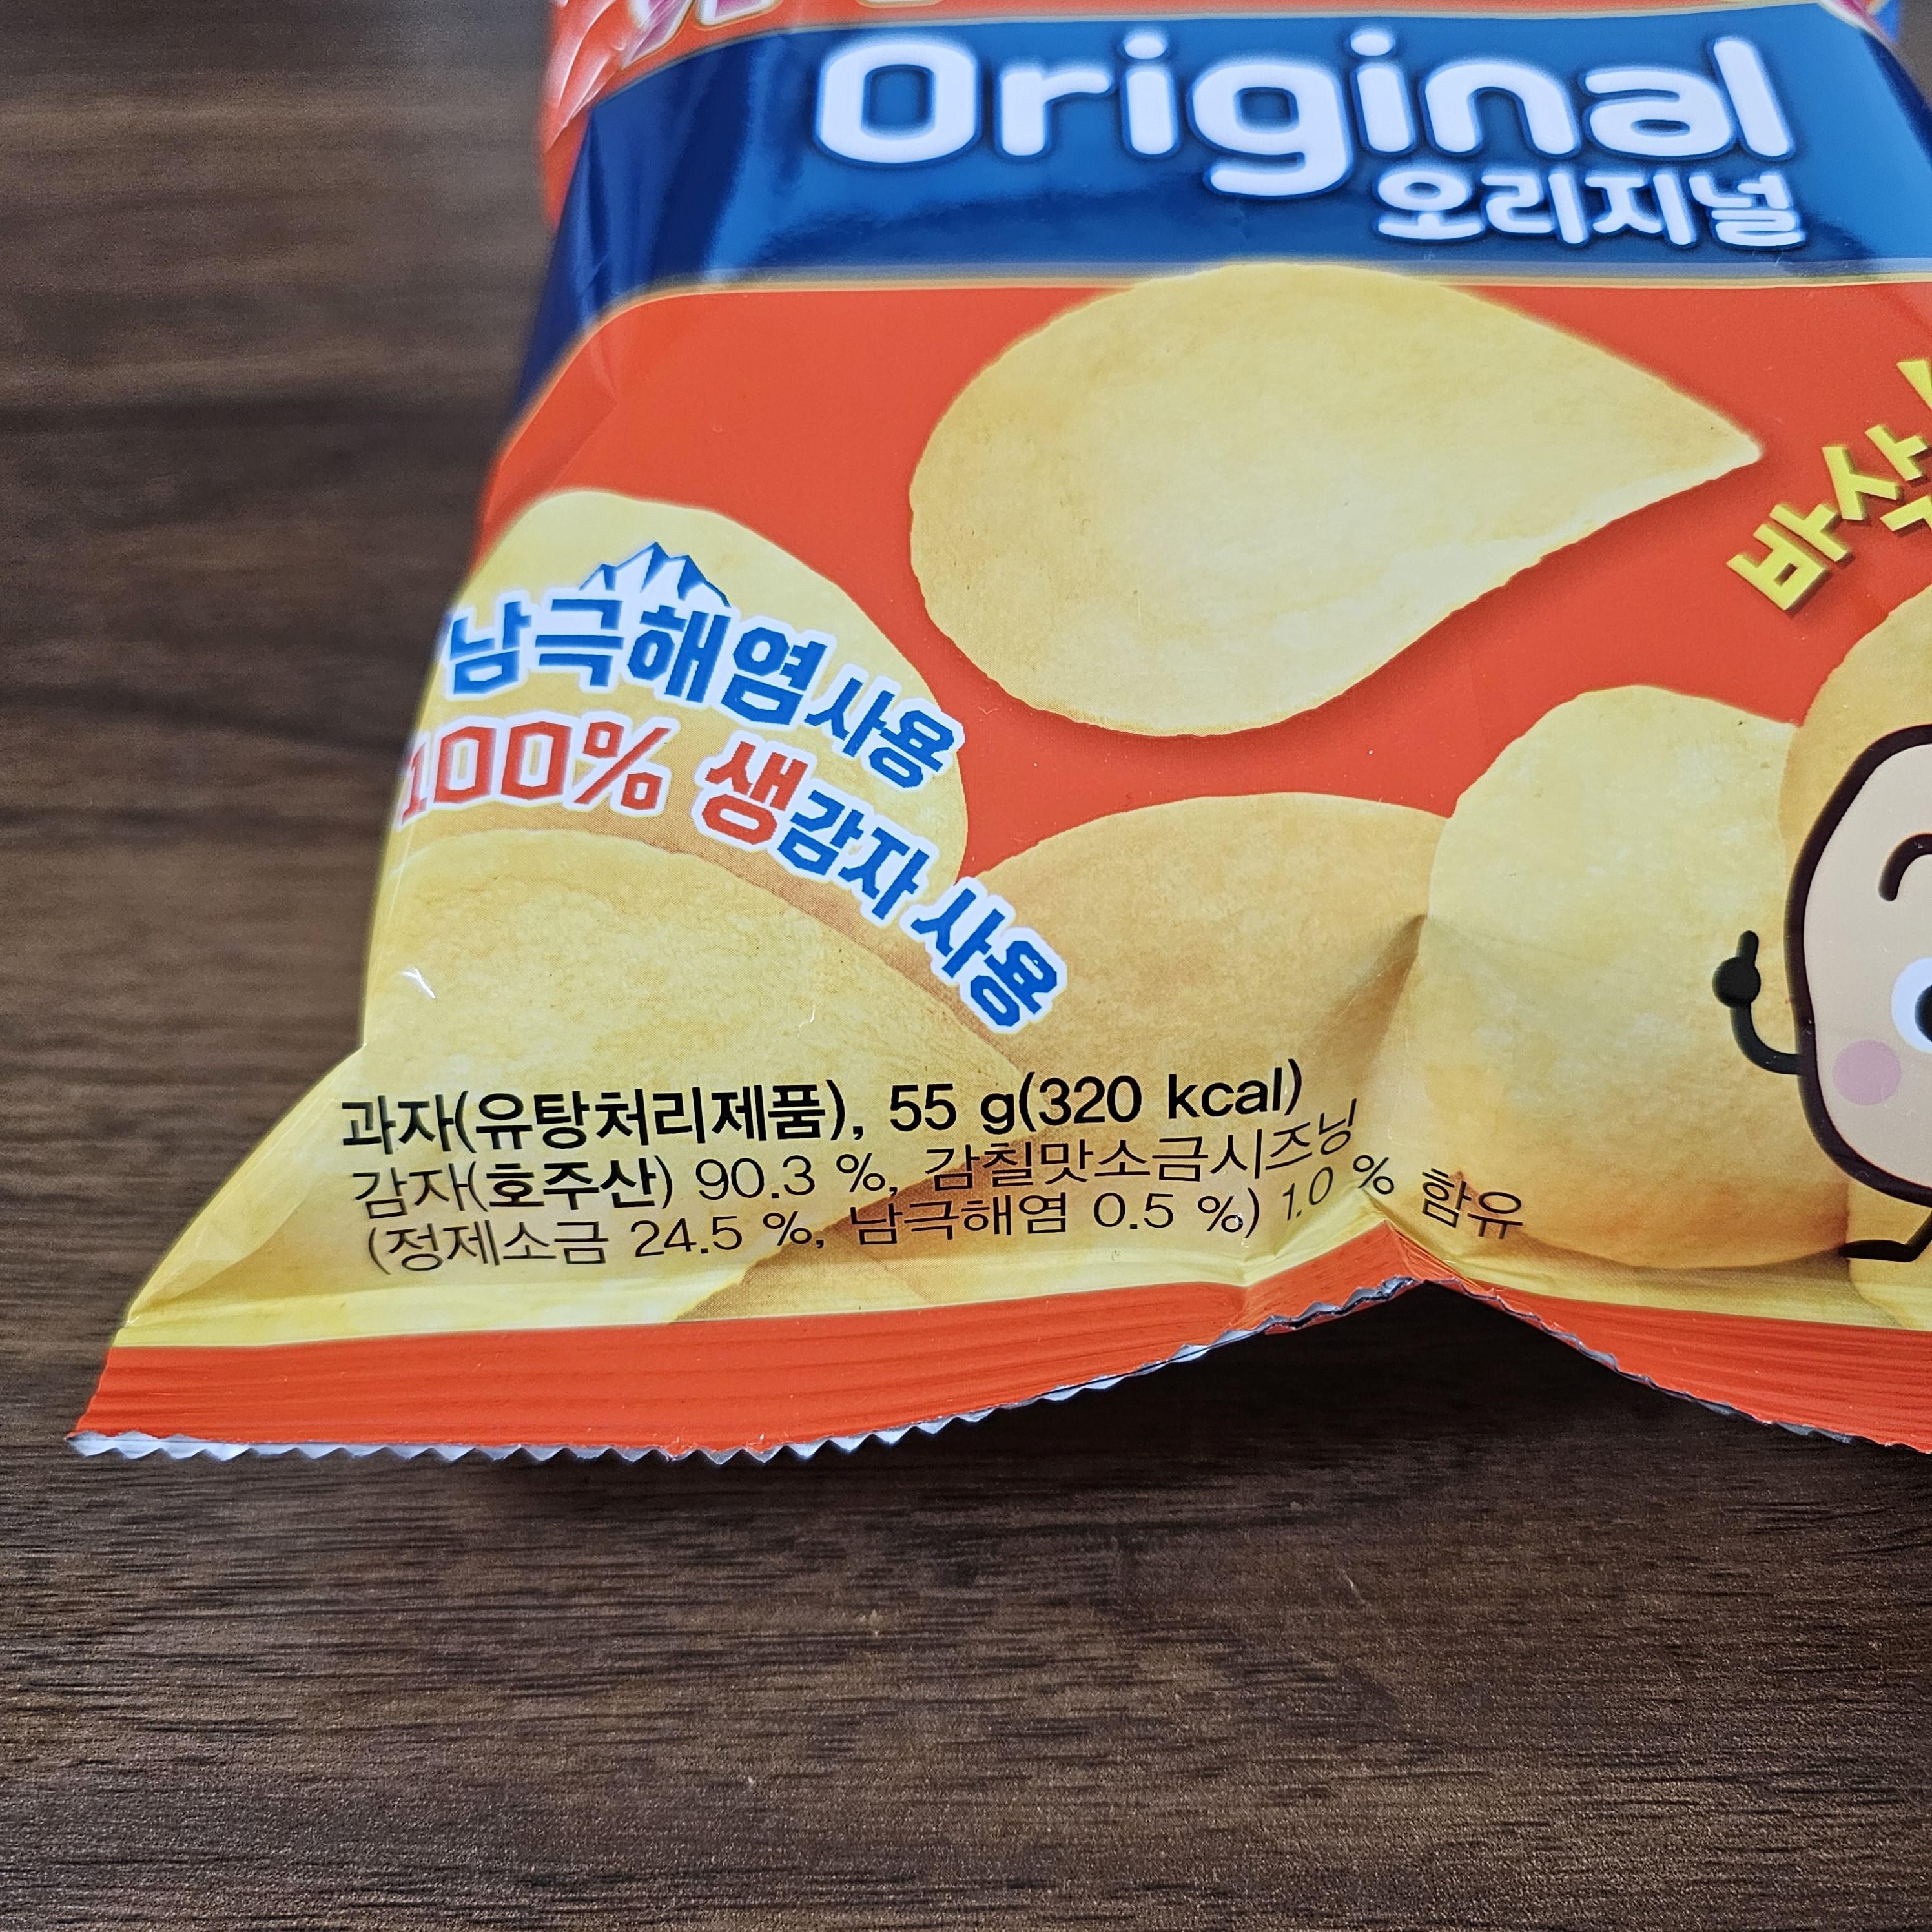 Original
오리지널
남극해염사용
100% 생감자 사용
과자(유탕처리제품), 55 g(320 kcal)
감자(호주산) 90.3 %, 감칠맛소금시즈닝
(정제소금 24.5 %, 남극해염 0.5 %) 1.0 % 함유